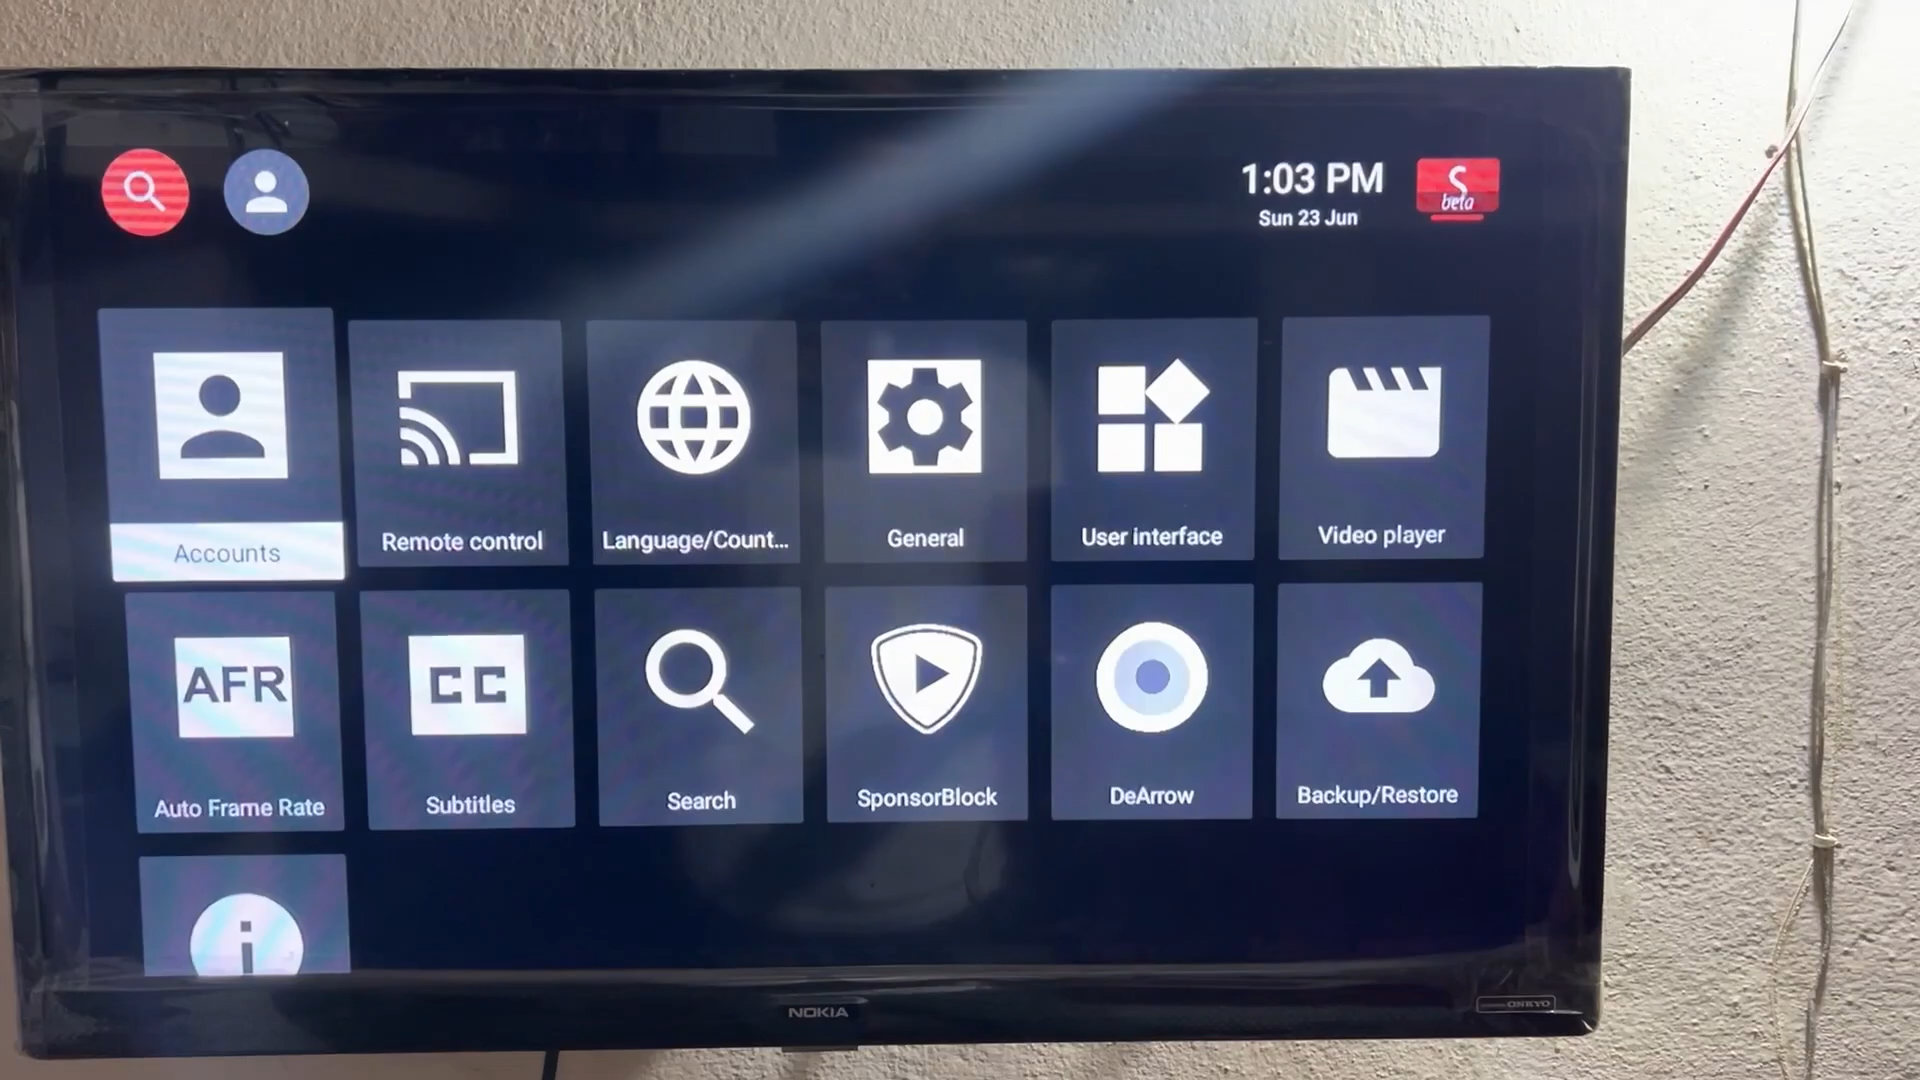 1:03 PM
Sun 23 Jun
S
beta
Accounts
Remote control
Language/Count...
General
User interface
Video player
AFR
CC
Auto Frame Rate
Subtitles
Search
SponsorBlock
DeArrow
Backup/Restore
i
NOKIA
ONKYO